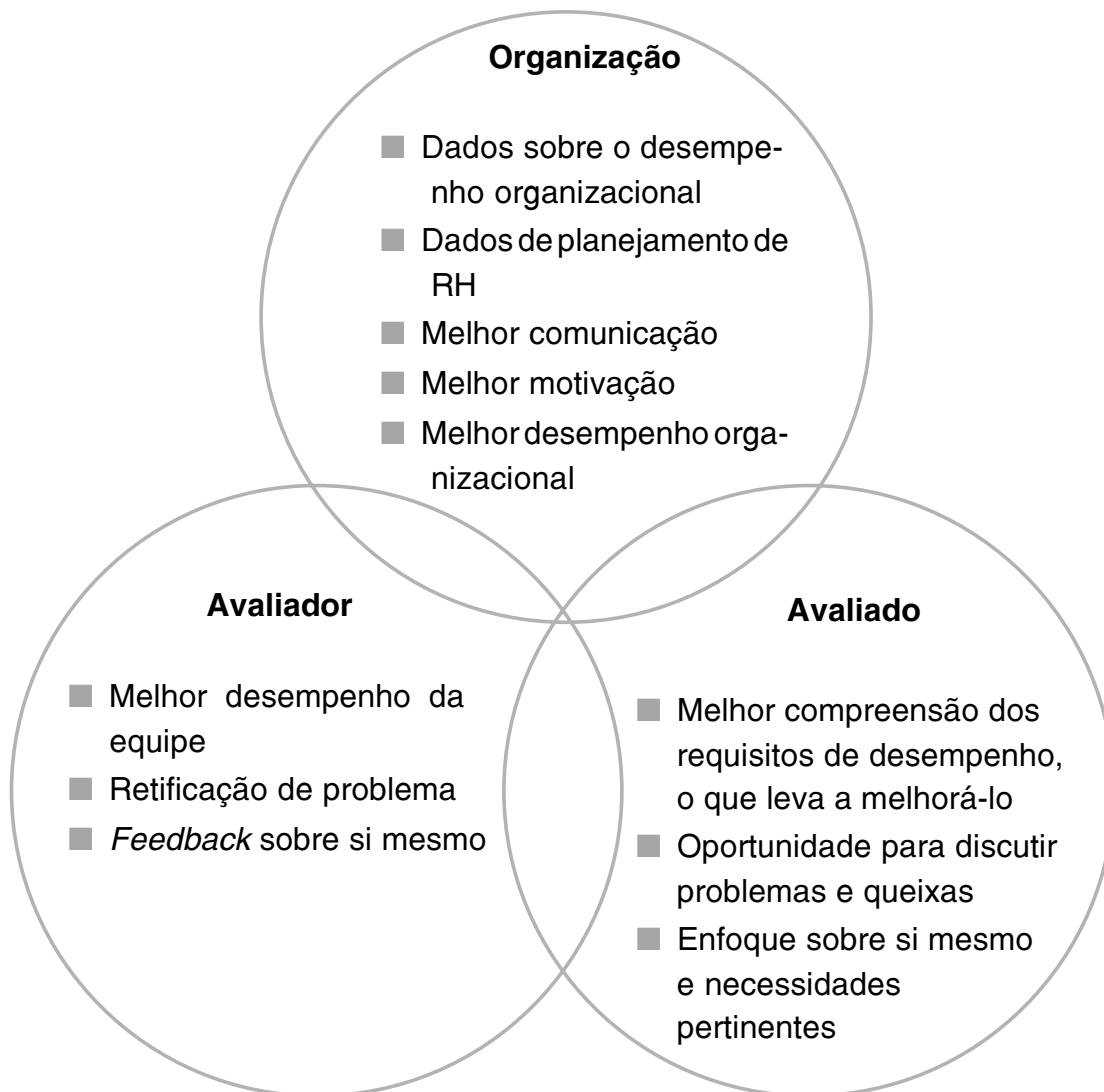 Organização
Dados sobre o desempe-
nho organizacional
Dados de planejamento de
RH
Melhor comunicação
Melhor motivação
Melhor desempenho orga-
nizacional
Avaliador
Melhor desempenho da
equipe
Retificação de problema
Feedback sobre si mesmo
Avaliado
Melhor compreensão dos
requisitos de desempenho,
o que leva a melhorá-lo
Oportunidade para discutir
problemas e queixas
Enfoque sobre si mesmo
e necessidades
pertinentes